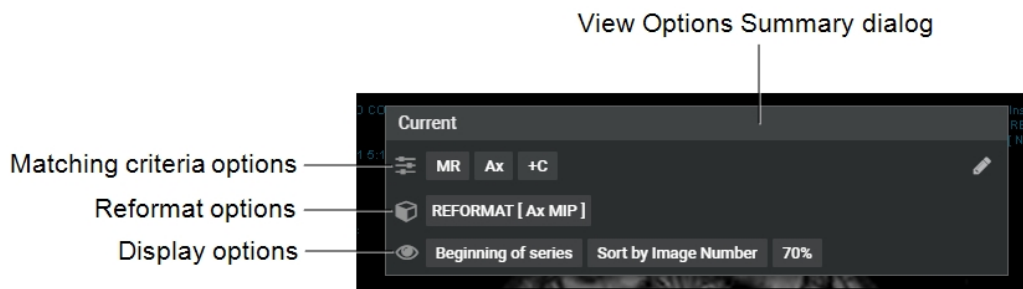 View Options Summary dialog
Current
Matching criteria options
MR Ax +C
Reformat options
REFORMAT [ Ax MIP ]
Display options
Beginning of series Sort by Image Number 70%